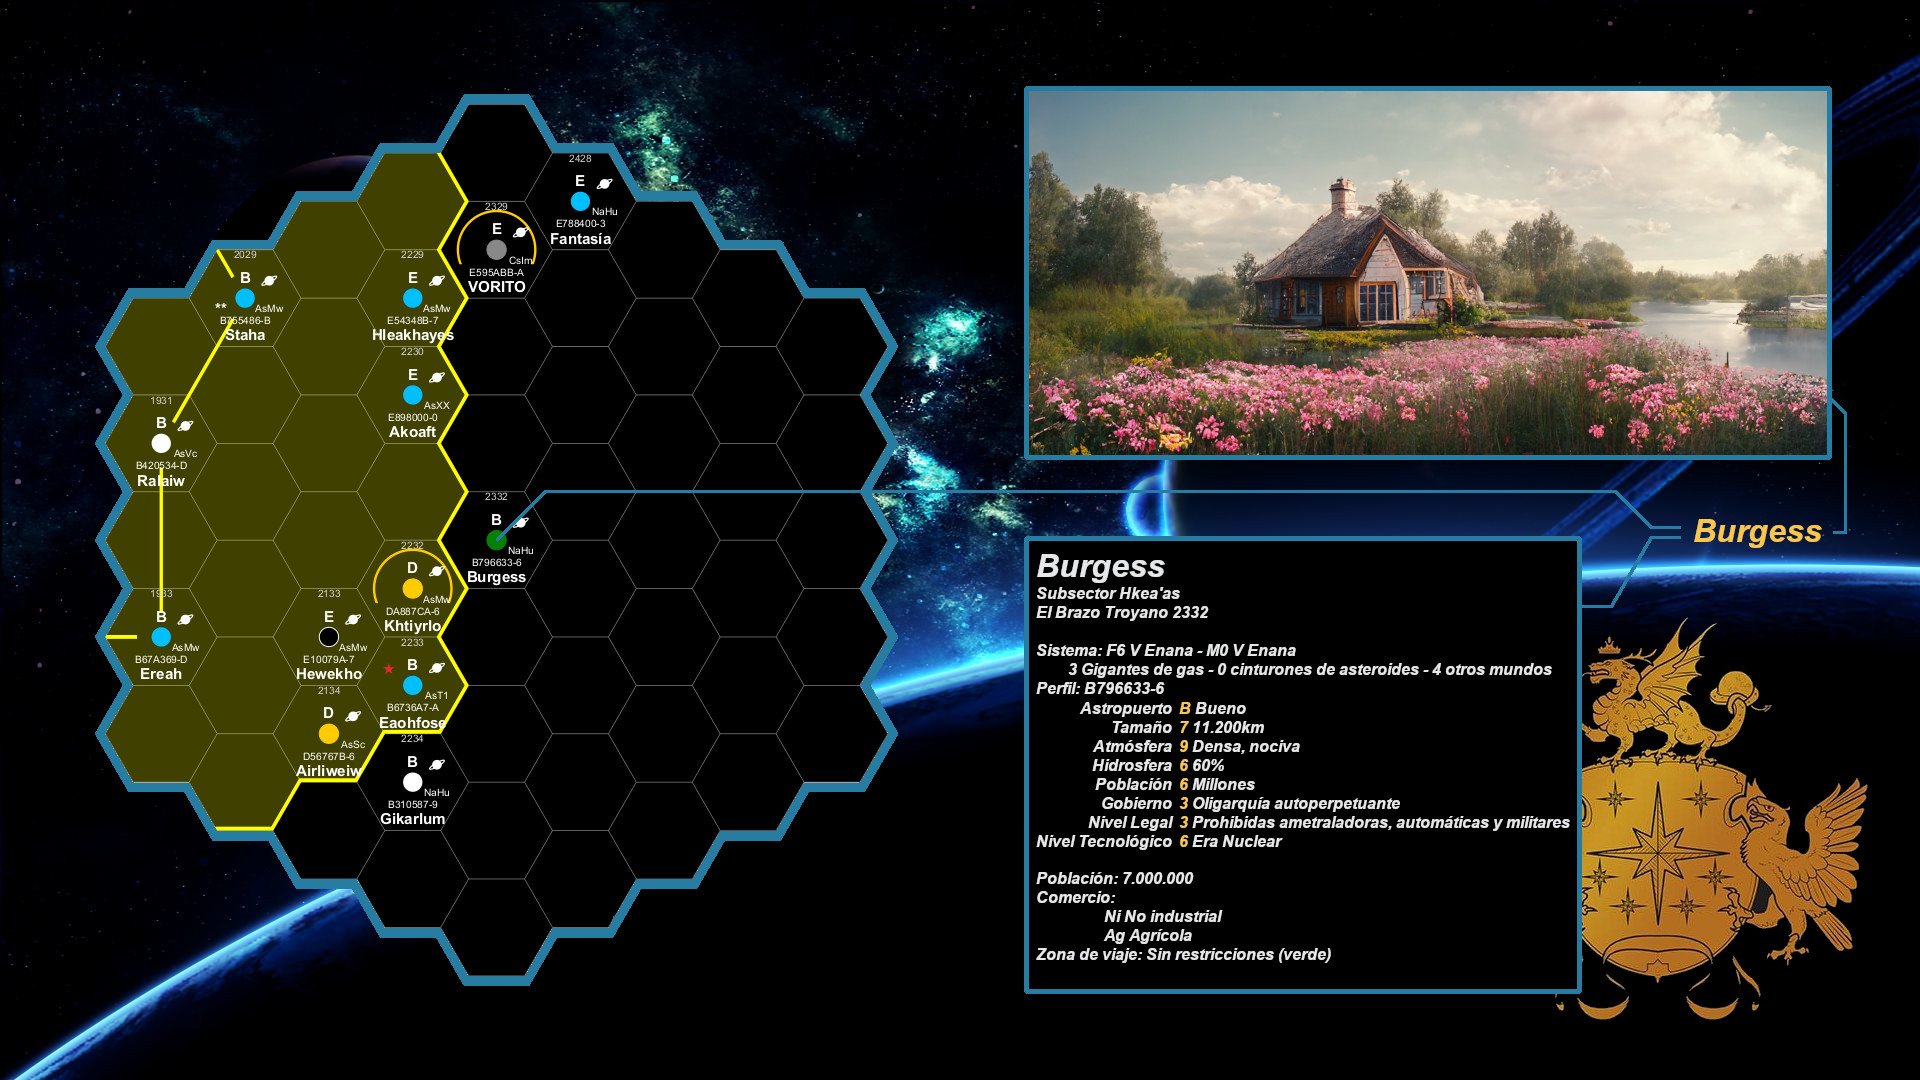 2428
E
NaHu
E788400-3
Fantasía
2329
E
CsIm
E595ABB-A
VORITO
2029
B
AsMw
**
B755486-B
Staha
2229
E
AsMw
E54348B-7
Hleakhayes
2230
E
AsXX
E898000-0
Akoaft
1931
B
AsVc
B420534-D
Ralaiw
2332
B
NaHu
B796633-6
Burgess
2232
D
AsMw
DA887CA-6
Khtiyrlo
1933
B
AsMw
B67A369-D
Ereah
2133
E
AsMw
E10079A-7
Hewekho
2233
B
AsT1
B6736A7-A
Eaohfose
2134
D
AsSc
D56767B-6
Airliweiw
2234
B
NaHu
B310587-9
Gikarlum
Burgess
Burgess
Subsector Hkea'as
El Brazo Troyano 2332
Sistema: F6 V Enana - M0 V Enana
3 Gigantes de gas - 0 cinturones de asteroides - 4 otros mundos
Perfil: B796633-6
Astropuerto B Bueno
Tamaño 7 11.200km
Atmósfera 9 Densa, nociva
Hidrosfera 6 60%
Población 6 Millones
Gobierno 3 Oligarquía autoperpetuante
Nivel Legal 3 Prohibidas ametraladoras, automáticas y militares
Nivel Tecnológico 6 Era Nuclear
Población: 7.000.000
Comercio:
Ni No industrial
Ag Agrícola
Zona de viaje: Sin restricciones (verde)